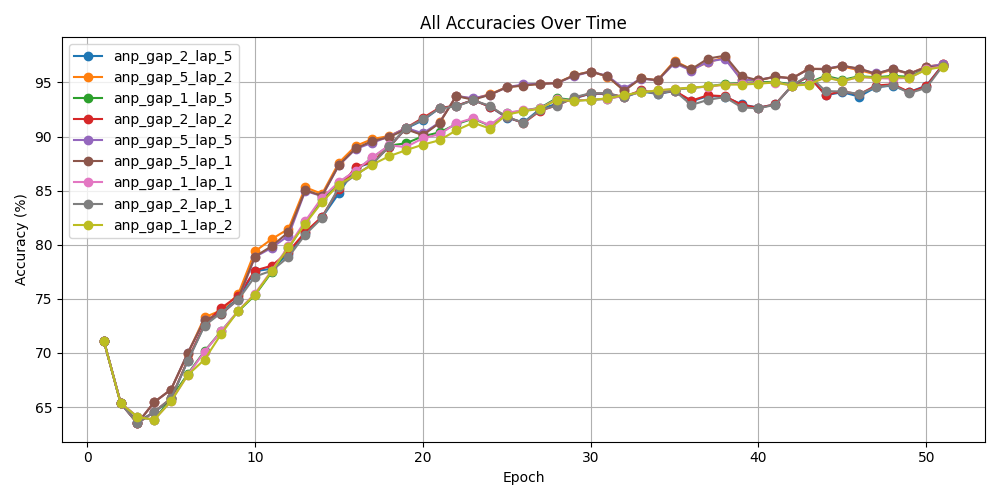 All Accuracies Over Time
anp_gap_2_lap_5
anp_gap_5_lap_2
anp_gap_1_lap_5
anp_gap_2_lap_2
anp_gap_5_lap_5
anp_gap_5_lap_1
anp_gap_1_lap_1
anp_gap_2_lap_1
anp_gap_1_lap_2
Accuracy (%)
95
90
85
80
75
70
65
0 10 20 30 40 50
Epoch